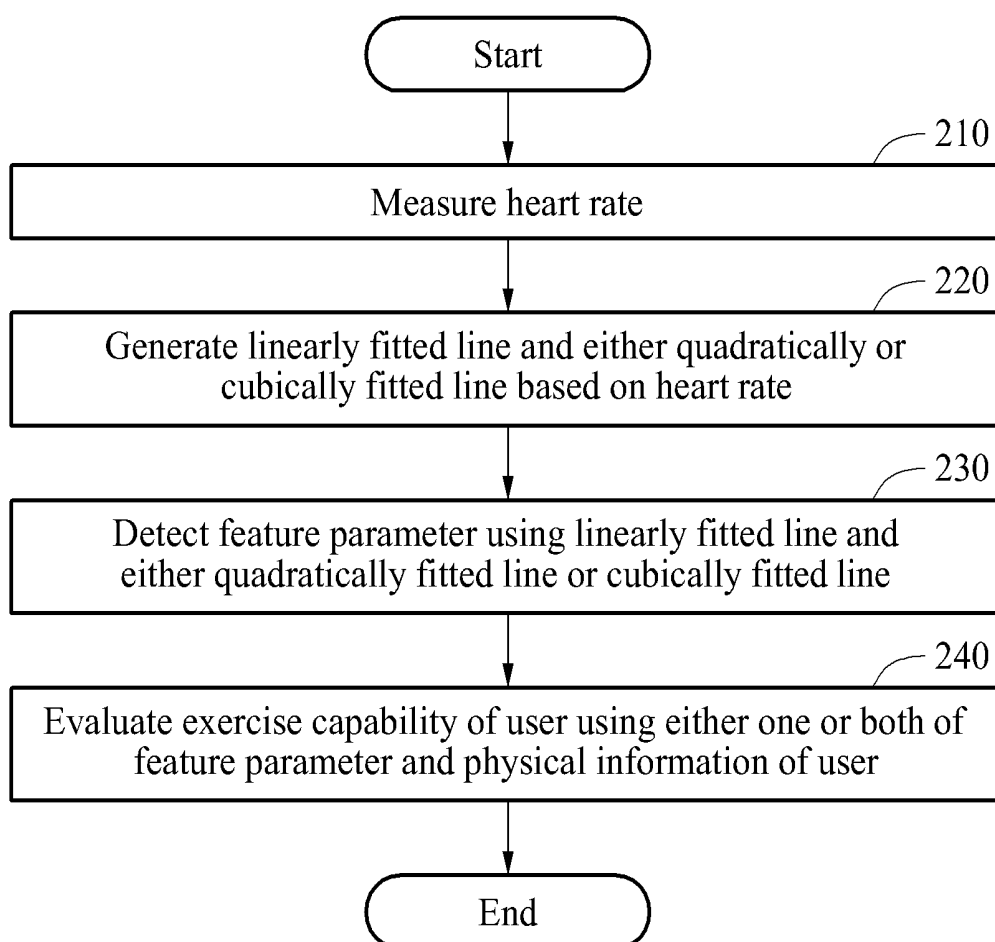 Start
210
Measure heart rate
220
Generate linearly fitted line and either quadratically or
cubically fitted line based on heart rate
230
Detect feature parameter using linearly fitted line and
either quadratically fitted line or cubically fitted line
240
Evaluate exercise capability of user using either one or both of
feature parameter and physical information of user
End